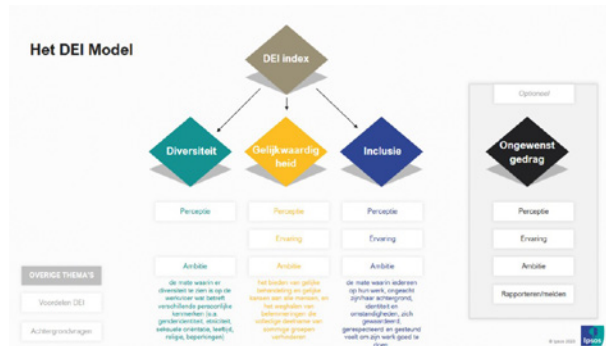 Het DEI Model
DEI index
Optioneel
Diversiteit
Gelijkwaardig
heid
Inclusie
Ongewenst
gedrag
Perceptie
Perceptie
Perceptie
Perceptie
Ervaring
Ervaring
Ervaring
Ambitie
Ambitie
Ambitie
Ambitie
Rapporteren/melden
de mate waarin er
diversiteit te zien is op de
werkvloer wat betreft
verschillende persoonlijke
kenmerken (o.a.
genderidentiteit, etniciteit,
seksuele oriëntatie, leeftijd,
religie, beperkingen)
het bieden van gelijke
behandeling en gelijke
kansen aan alle mensen, en
het weghalen van
belemmeringen die
volledige deelname van
sommige groepen
verhinderen
de mate waarin iedereen
op hun werk, ongeacht
zijn/haar achtergrond,
identiteit en
omstandigheden, zich
gewaardeerd,
gerespecteerd en gesteund
voelt om zijn werk goed te
doen
OVERIGE THEMA'S
Voordelen DEI
Achtergrondvragen
Ipsos